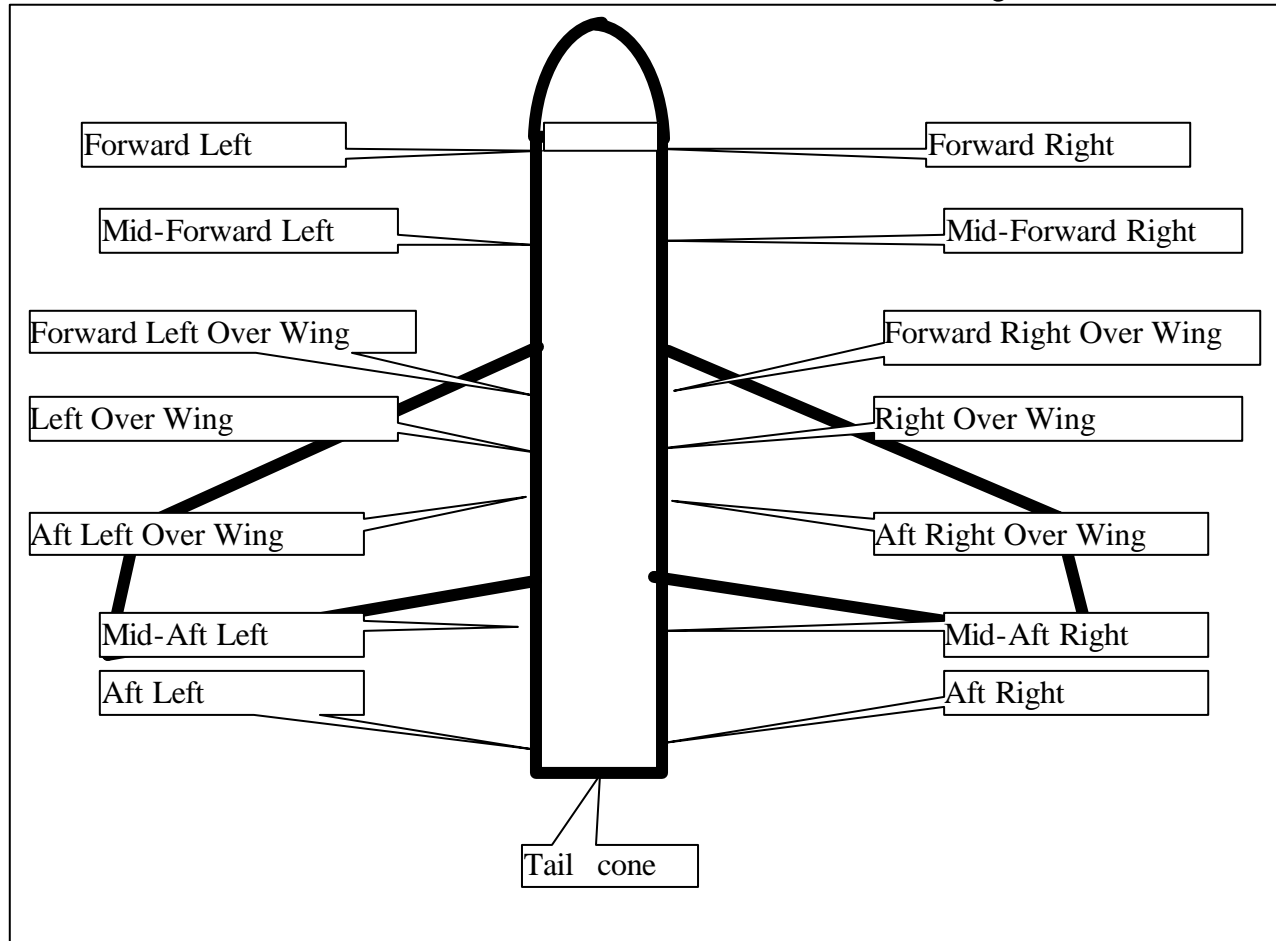 Forward Left
Forward Right
Mid-Forward Left
Mid-Forward Right
Forward Left Over Wing
Forward Right Over Wing
Left Over Wing
Right Over Wing
Aft Left Over Wing
Aft Right Over Wing
Mid-Aft Left
Mid-Aft Right
Aft Left
Aft Right
Tail cone